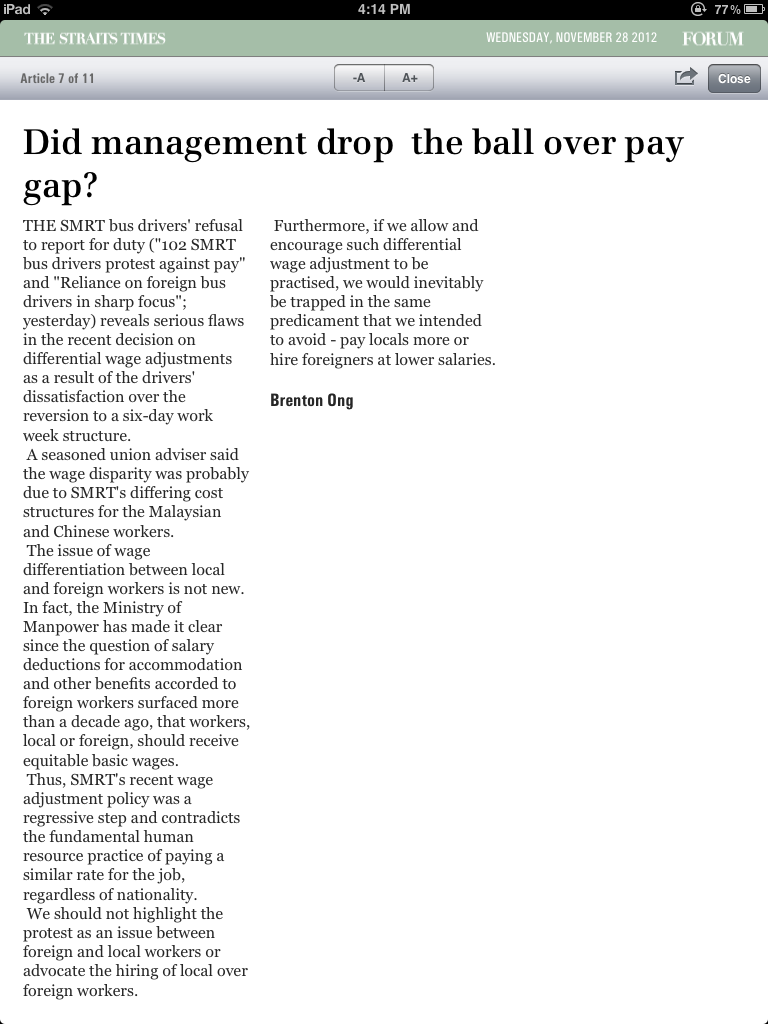 iPad
4:14 PM
77%
THE STRAITS TIMES
WEDNESDAY, NOVEMBER 28 2012
FORUM
Article 7 of 11
-A
A+
Close
Did management drop  the ball over pay
gap?
THE SMRT bus drivers' refusal
to report for duty ("102 SMRT
bus drivers protest against pay"
and "Reliance on foreign bus
drivers in sharp focus";
yesterday) reveals serious flaws
in the recent decision on
differential wage adjustments
as a result of the drivers'
dissatisfaction over the
reversion to a six-day work
week structure.
A seasoned union adviser said
the wage disparity was probably
due to SMRT's differing cost
structures for the Malaysian
and Chinese workers.
The issue of wage
differentiation between local
and foreign workers is not new.
In fact, the Ministry of
Manpower has made it clear
since the question of salary
deductions for accommodation
and other benefits accorded to
foreign workers surfaced more
than a decade ago, that workers,
local or foreign, should receive
equitable basic wages.
Thus, SMRT's recent wage
adjustment policy was a
regressive step and contradicts
the fundamental human
resource practice of paying a
similar rate for the job,
regardless of nationality.
We should not highlight the
protest as an issue between
foreign and local workers or
advocate the hiring of local over
foreign workers.
Furthermore, if we allow and
encourage such differential
wage adjustment to be
practised, we would inevitably
be trapped in the same
predicament that we intended
to avoid - pay locals more or
hire foreigners at lower salaries.
Brenton Ong